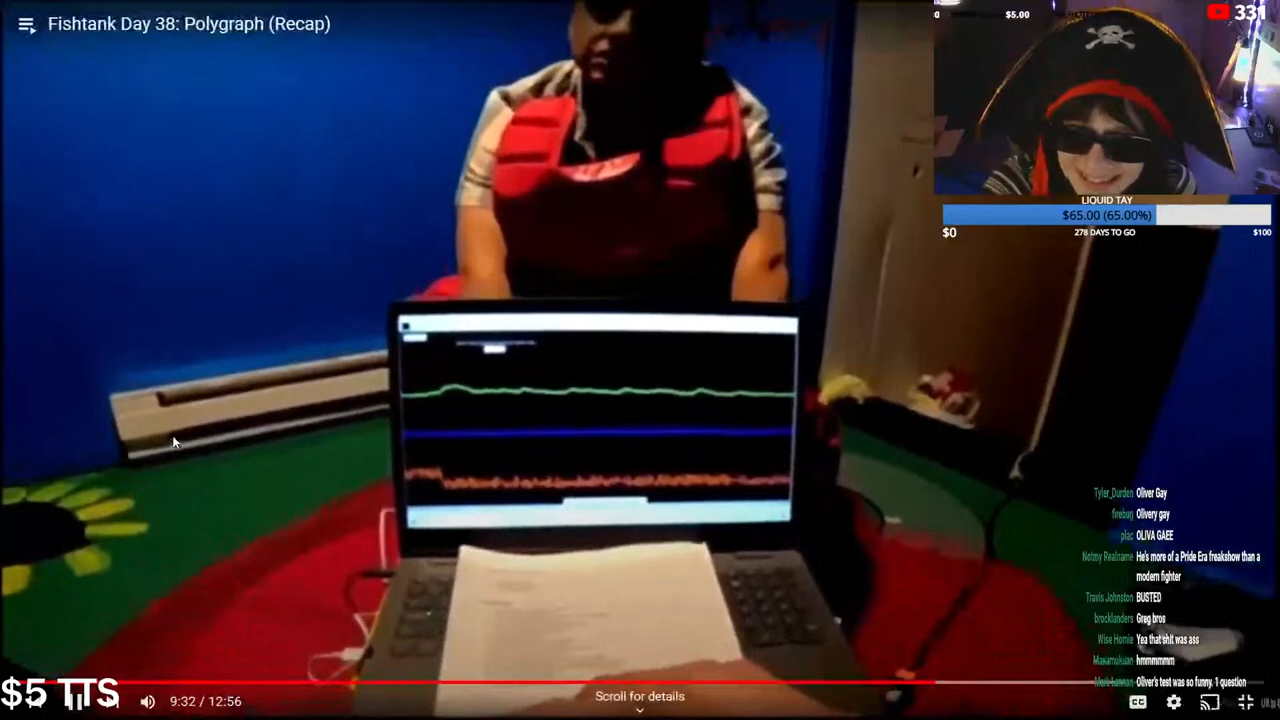 Fishtank Day 38: Polygraph (Recap)
$5.00
331
LIQUID TAY
$65.00 (65.00%)
$0
278 DAYS TO GO
$100
Tyler_Durden Oliver Gay
firebug Olivery gay
plac OLIVA GAEE
Notmy Realname He's more of a Pride Era freakshow than a
modern fighter
Travis Johnston BUSTED
brocklanders Greg bros
Wise Homie Yea that shit was ass
Maxamukuan hmmmmmm
Oliver's test was so funny. 1 question
$5 TTS
9:32 / 12:56
Scroll for details
CC